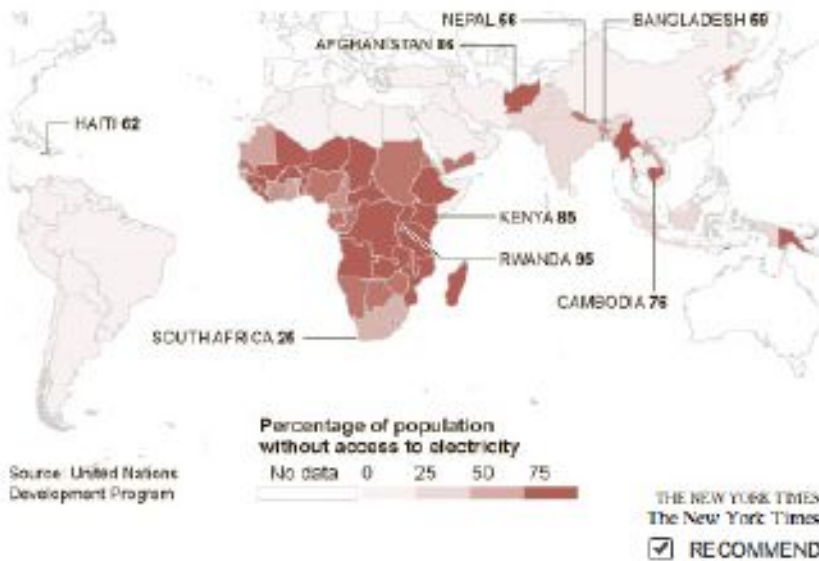 NEPAL 56
BANGLADESH 59
AFGHANISTAN 86
HAITI 62
KENYA 85
RWANDA 95
CAMBODIA 76
SOUTH AFRICA 25
Percentage of population
without access to electricity
No data 0 25 50 75
Source: United Nations
Development Program
THE NEW YORK TIMES
The New York Times
RECOMMEND